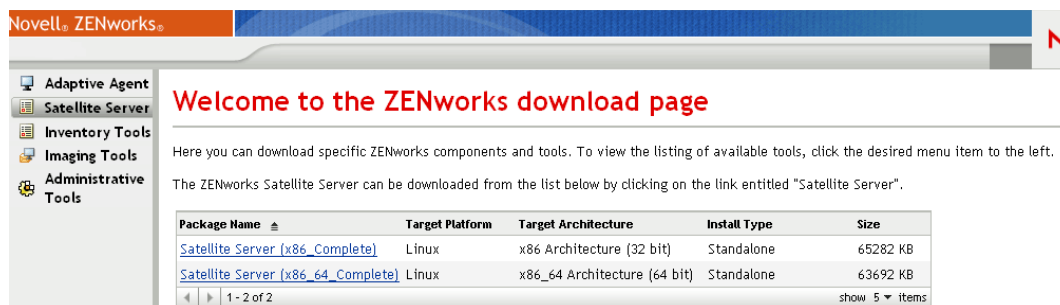 Novell® ZENworks®
N
Adaptive Agent
Satellite Server
Inventory Tools
Imaging Tools
Administrative
Tools
Welcome to the ZENworks download page
Here you can download specific ZENworks components and tools. To view the listing of available tools, click the desired menu item to the left.
The ZENworks Satellite Server can be downloaded from the list below by clicking on the link entitled "Satellite Server".
Package Name Target Platform Target Architecture Install Type Size
Satellite Server (x86_Complete) Linux x86 Architecture (32 bit) Standalone 65282 KB
Satellite Server (x86_64_Complete) Linux x86_64 Architecture (64 bit) Standalone 63692 KB
1 - 2 of 2 show 5 items